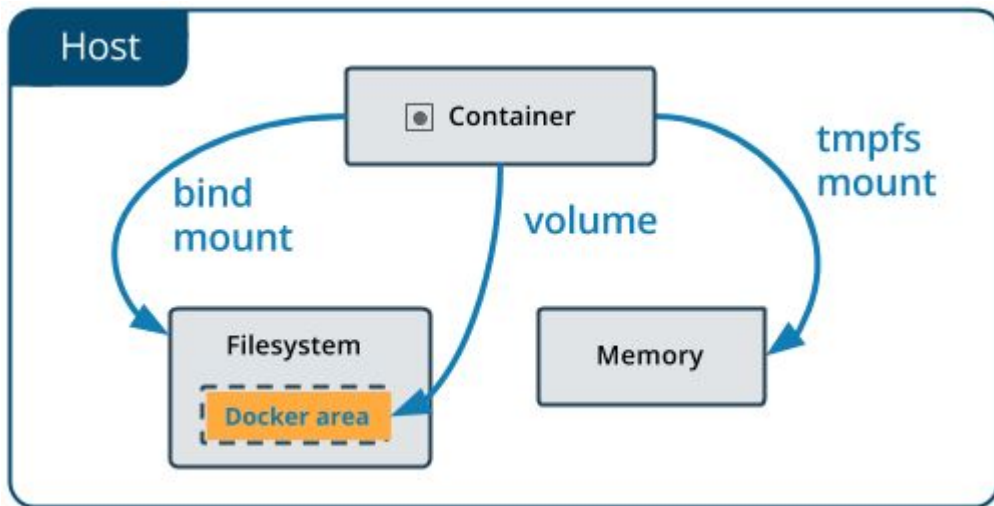 Host
Container
tmpfs
mount
bind
mount
volume
Filesystem
Memory
Docker area